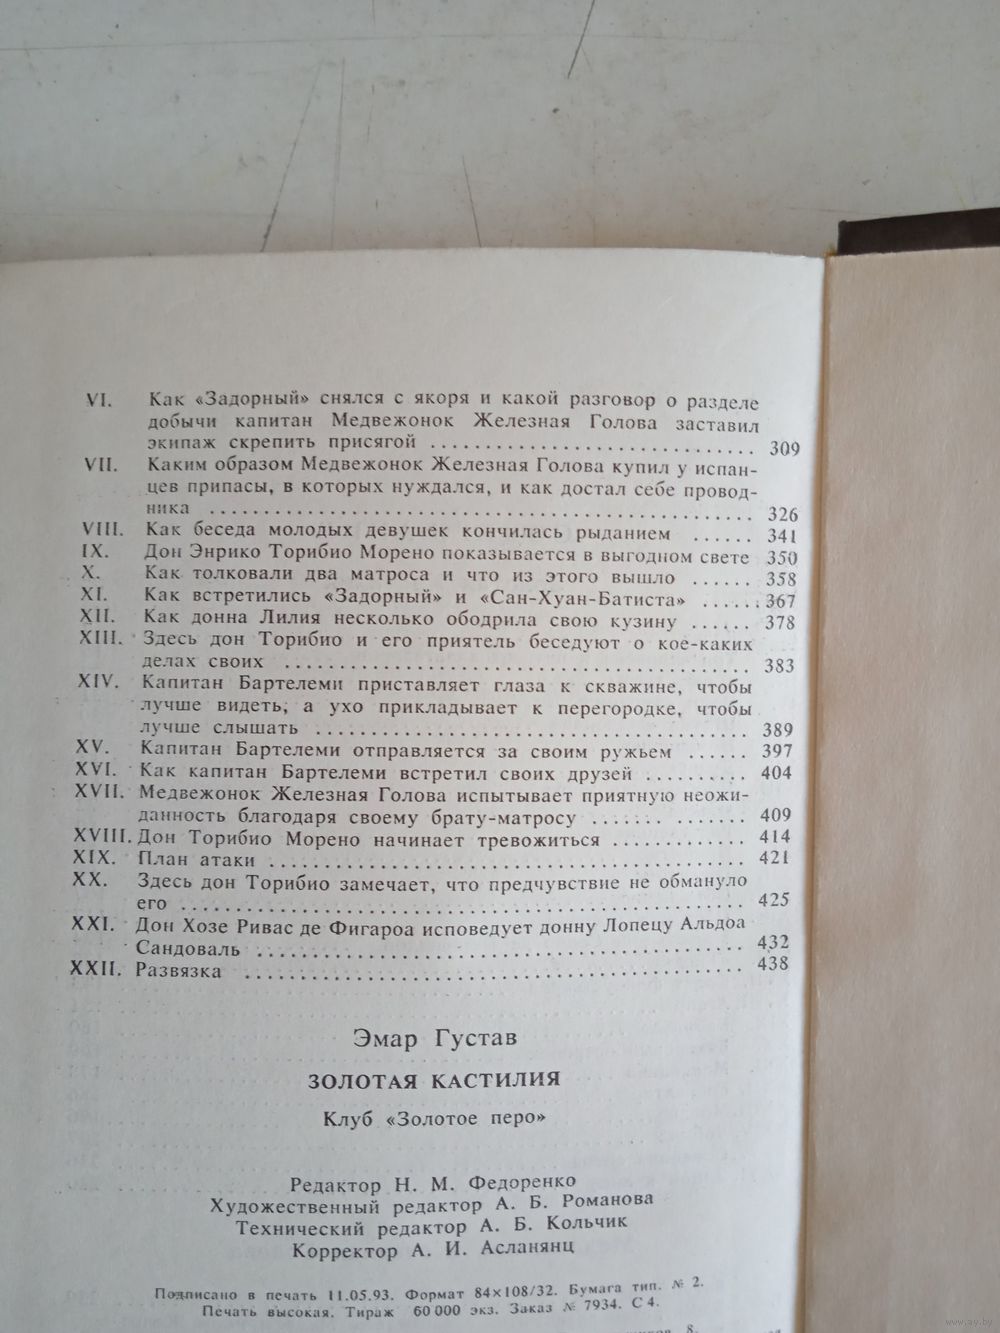 VI. Как «Задорный» снялся с якоря и какой разговор о разделе
добычи капитан Медвежонок Железная Голова заставил
экипаж скрепить присягой .............................. 309
VII. Каким образом Медвежонок Железная Голова купил у испан-
цев припасы, в которых нуждался, и как достал себе провод-
ника .................................................. 326
VIII. Как беседа молодых девушек кончилась рыданием ...... 341
IX. Дон Энрико Торибио Морено показывается в выгодном свете 350
X. Как толковали два матроса и что из этого вышло ...... 358
XI. Как встретились «Задорный» и «Сан-Хуан-Батиста» ...... 367
XII. Как донна Лилия несколько ободрила свою кузину ...... 378
XIII. Здесь дон Торибио и его приятель беседуют о кое-каких
делах своих ........................................... 383
XIV. Капитан Бартелеми приставляет глаза к скважине, чтобы
лучше видеть, а ухо прикладывает к перегородке, чтобы
лучше слышать ......................................... 389
XV. Капитан Бартелеми отправляется за своим ружьем ...... 397
XVI. Как капитан Бартелеми встретил своих друзей .......... 404
XVII. Медвежонок Железная Голова испытывает приятную неожи-
данность благодаря своему брату-матросу ....... ....... 409
XVIII. Дон Торибио Морено начинает тревожиться ............. 414
XIX. План атаки ............................................. 421
XX. Здесь дон Торибио замечает, что предчувствие не обмануло
его .................................................... 425
XXI. Дон Хозе Ривас де Фигароа исповедует донну Лопецу Альдоа
Сандоваль .............................................. 432
XXII. Развязка .............................................. 438
Эмар Густав
ЗОЛОТАЯ КАСТИЛИЯ
Клуб «Золотое перо»
Редактор Н. М. Федоренко
Художественный редактор А. Б. Романова
Технический редактор А. Б. Кольчик
Корректор А. И. Асланянц
Подписано в печать 11.05.93. Формат 84×108/32. Бумага тип. № 2.
Печать высокая. Тираж 60 000 экз. Заказ № 7934. С 4.
8.
www.ay.by